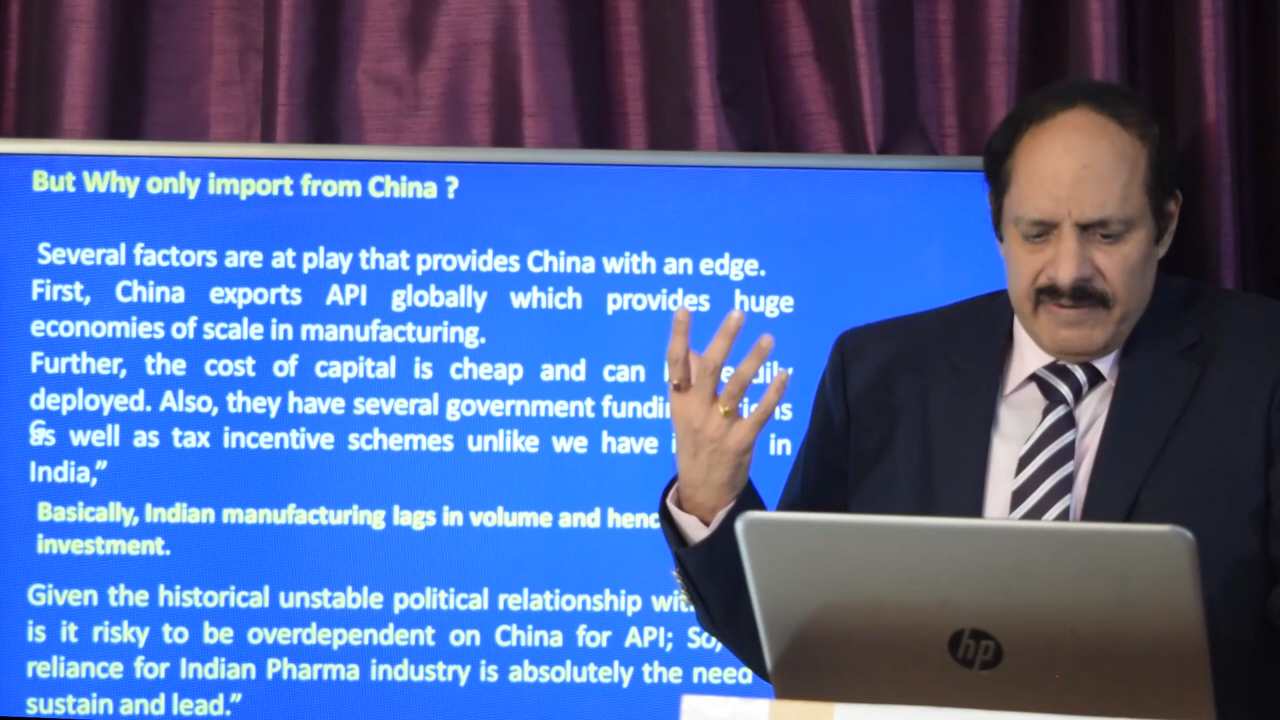 But Why only import from China ?
Several factors are at play that provides China with an edge.
First, China exports API globally which provides huge
economies of scale in manufacturing.
Further, the cost of capital is cheap and can
deployed. Also, they have several government
as well as tax incentive schemes unlike we have in
India,”
Basically, Indian manufacturing lags in volume and
investment.
Given the historical unstable political relationship
is it risky to be overdependent on China for API; So,
reliance for Indian Pharma industry is absolutely the need
sustain and lead.”
hp